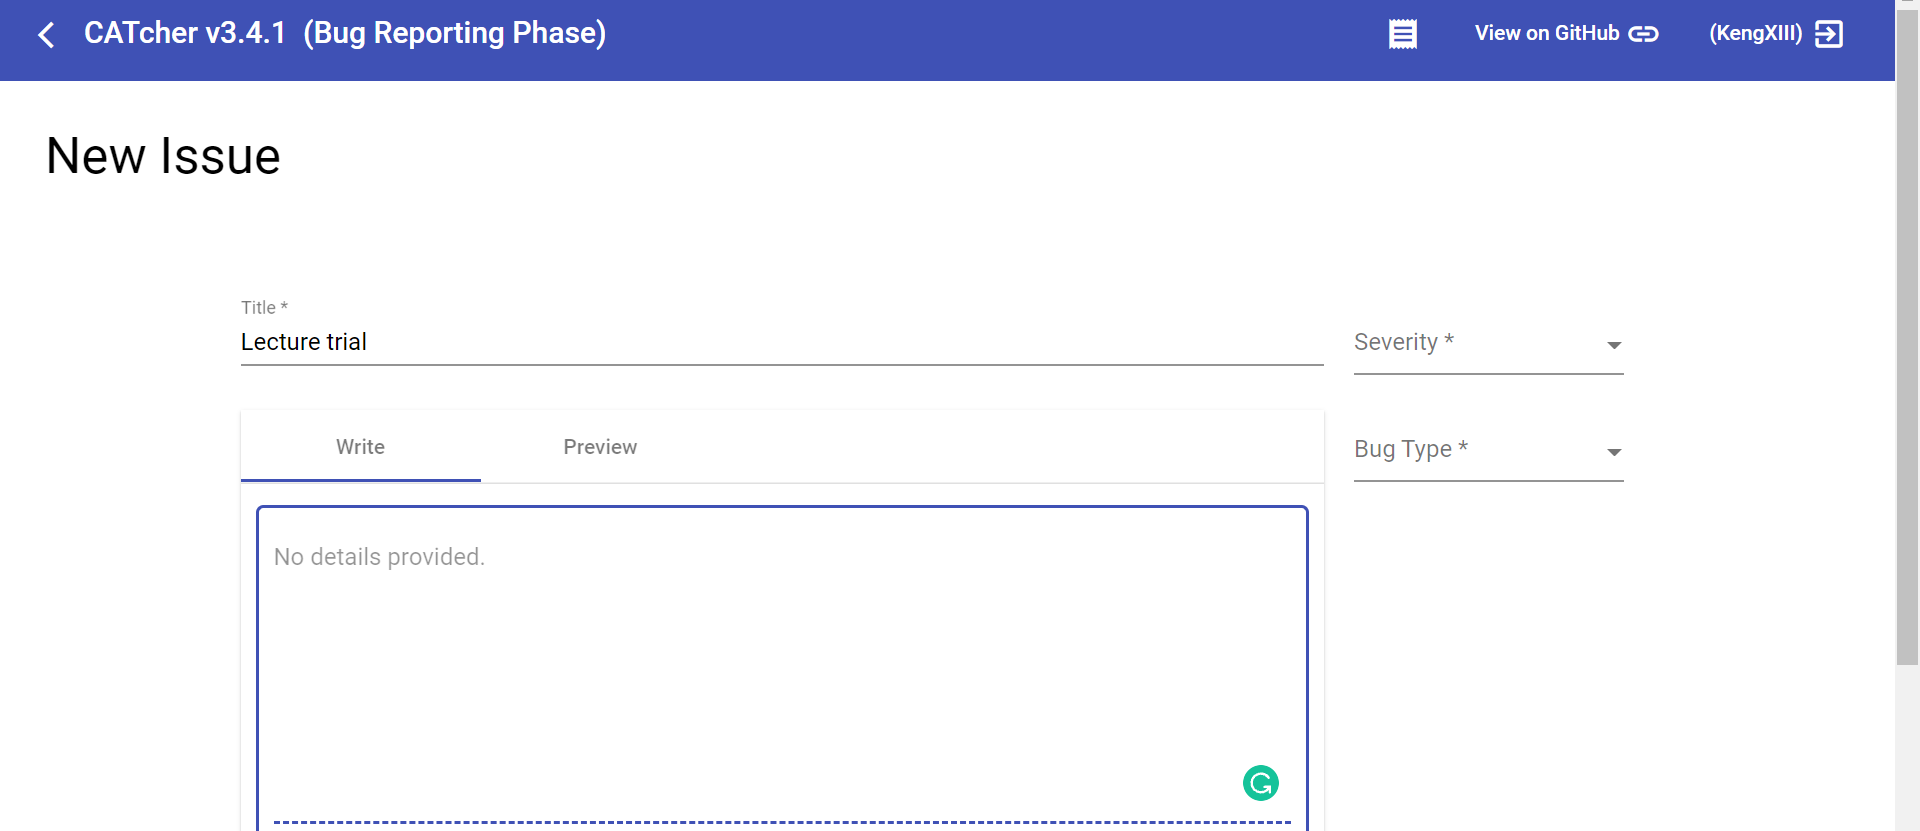 CATcher v3.4.1 (Bug Reporting Phase)
View on GitHub
(KengXIII)
New Issue
Title *
Lecture trial
Severity *
Write
Preview
Bug Type *
No details provided.